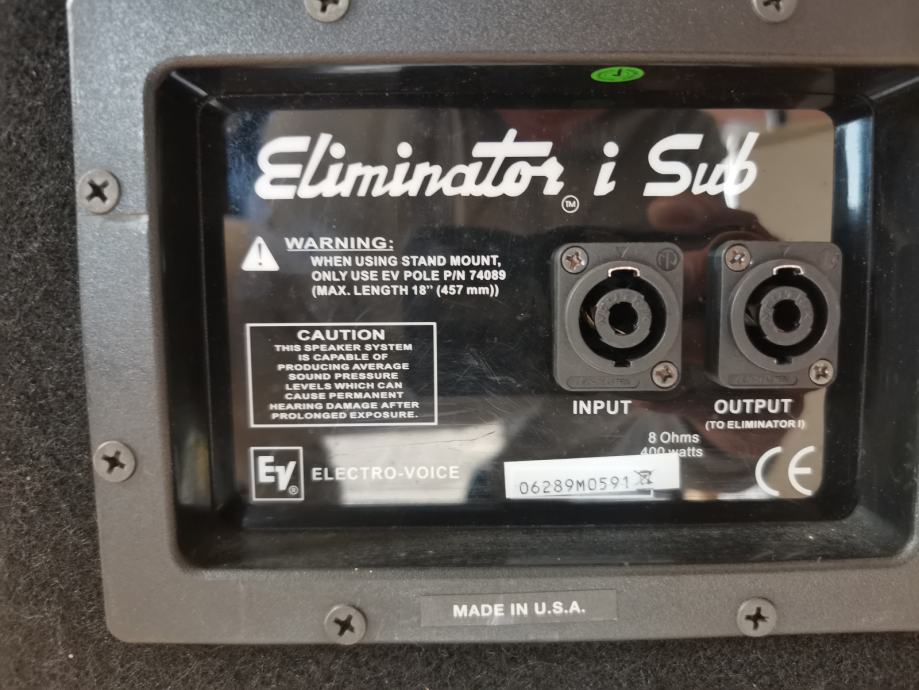 Eliminator i Sub
TM
WARNING:
WHEN USING STAND MOUNT,
ONLY USE EV POLE P/N 74089
(MAX. LENGTH 18" (457 mm))
CAUTION
THIS SPEAKER SYSTEM
IS CAPABLE OF
PRODUCING AVERAGE
SOUND PRESSURE
LEVELS WHICH CAN
CAUSE PERMANENT
HEARING DAMAGE AFTER
PROLONGED EXPOSURE.
INPUT
OUTPUT
(TO ELIMINATOR I)
8 Ohms
400 watts
EV® ELECTRO-VOICE
06289M0591
CE
MADE IN U.S.A.